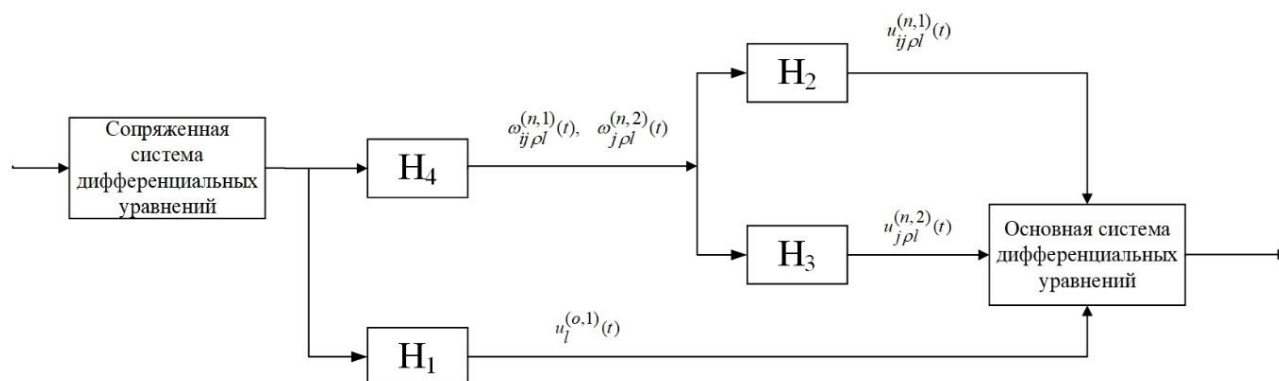 Сопряженная
система
дифференциальных
уравнений
H₄
ω_{ijρl}^{(n,1)}(t), ω_{jρl}^{(n,2)}(t)
H₂
u_{ijρl}^{(n,1)}(t)
H₃
u_{jρl}^{(n,2)}(t)
H₁
u_l^{(o,1)}(t)
Основная система
дифференциальных
уравнений